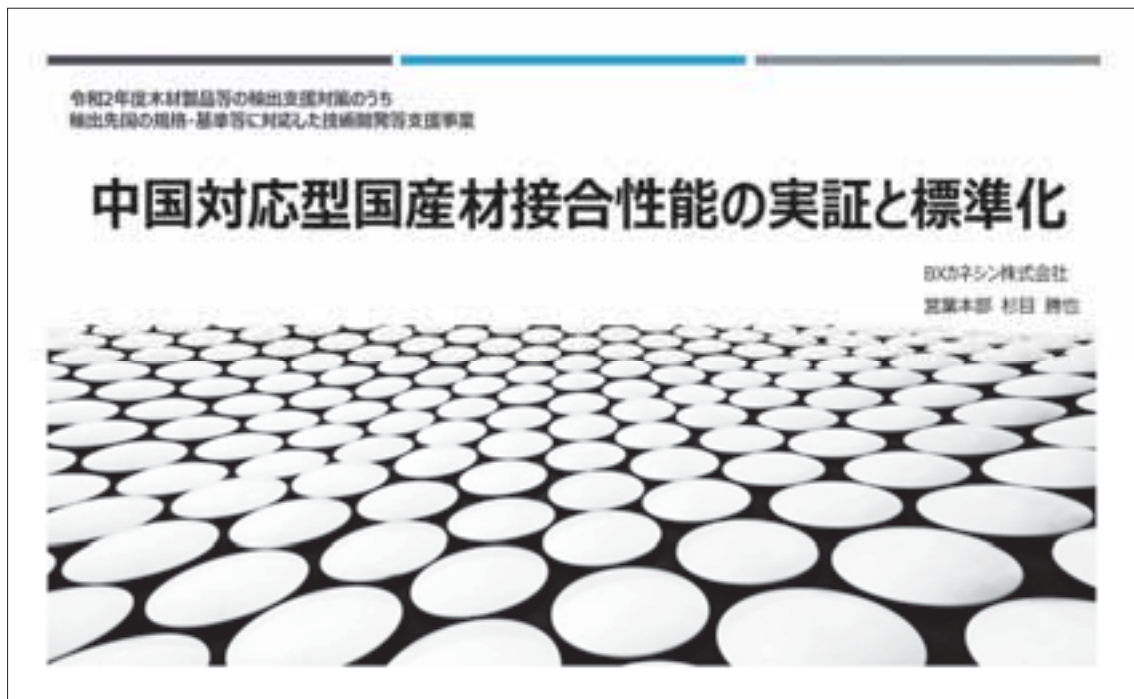 令和2年度木材製品等の輸出支援対策のうち
輸出先国の規格・基準等に対応した技術開発等支援事業
中国対応型国産材接合性能の実証と標準化
BXカネシン株式会社
営業本部 杉目 勝也